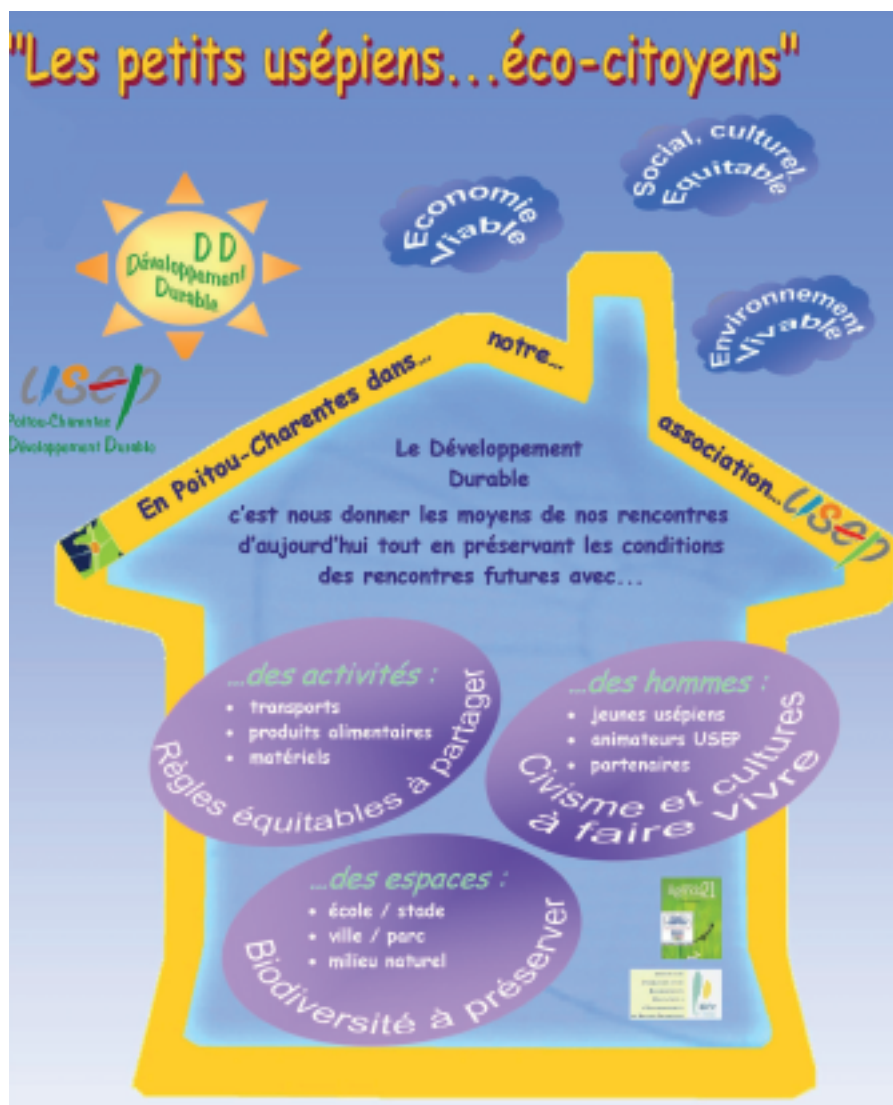 "Les petits usépiens...éco-citoyens"
Social, culturel.
Equitable
Economie
Viable
Environnement
Vivable
D D
Développement
Durable
usep
Poitou-Charentes
Développement Durable
En Poitou-Charentes dans...
notre...
association...
usep
Le Développement
Durable
c'est nous donner les moyens de nos rencontres
d'aujourd'hui tout en préservant les conditions
des rencontres futures avec...
...des activités :
• transports
• produits alimentaires
• matériels
Règles équitables à partager
...des hommes :
• jeunes usépiens
• animateurs USEP
• partenaires
Civisme et cultures
à faire vivre
...des espaces :
• école / stade
• ville / parc
• milieu naturel
Biodiversité à préserver